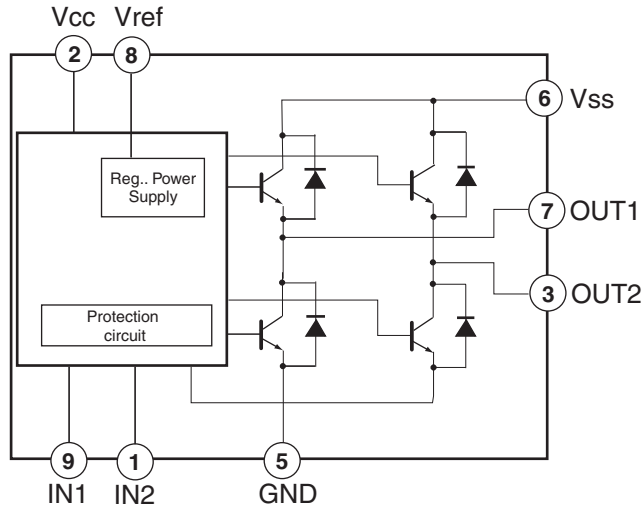 Vcc Vref
2 8
6 Vss
Reg.. Power
Supply
7 OUT1
3 OUT2
Protection
circuit
9 1 5
IN1 IN2 GND